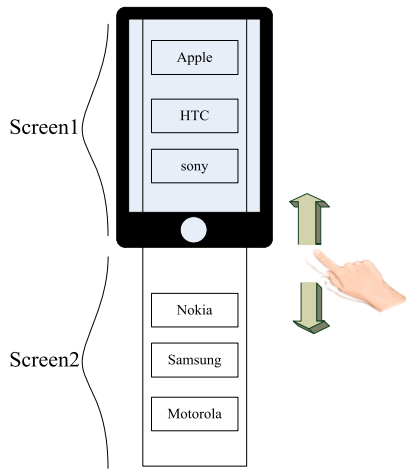 Apple
HTC
Screen1
sony
Nokia
Screen2
Samsung
Motorola